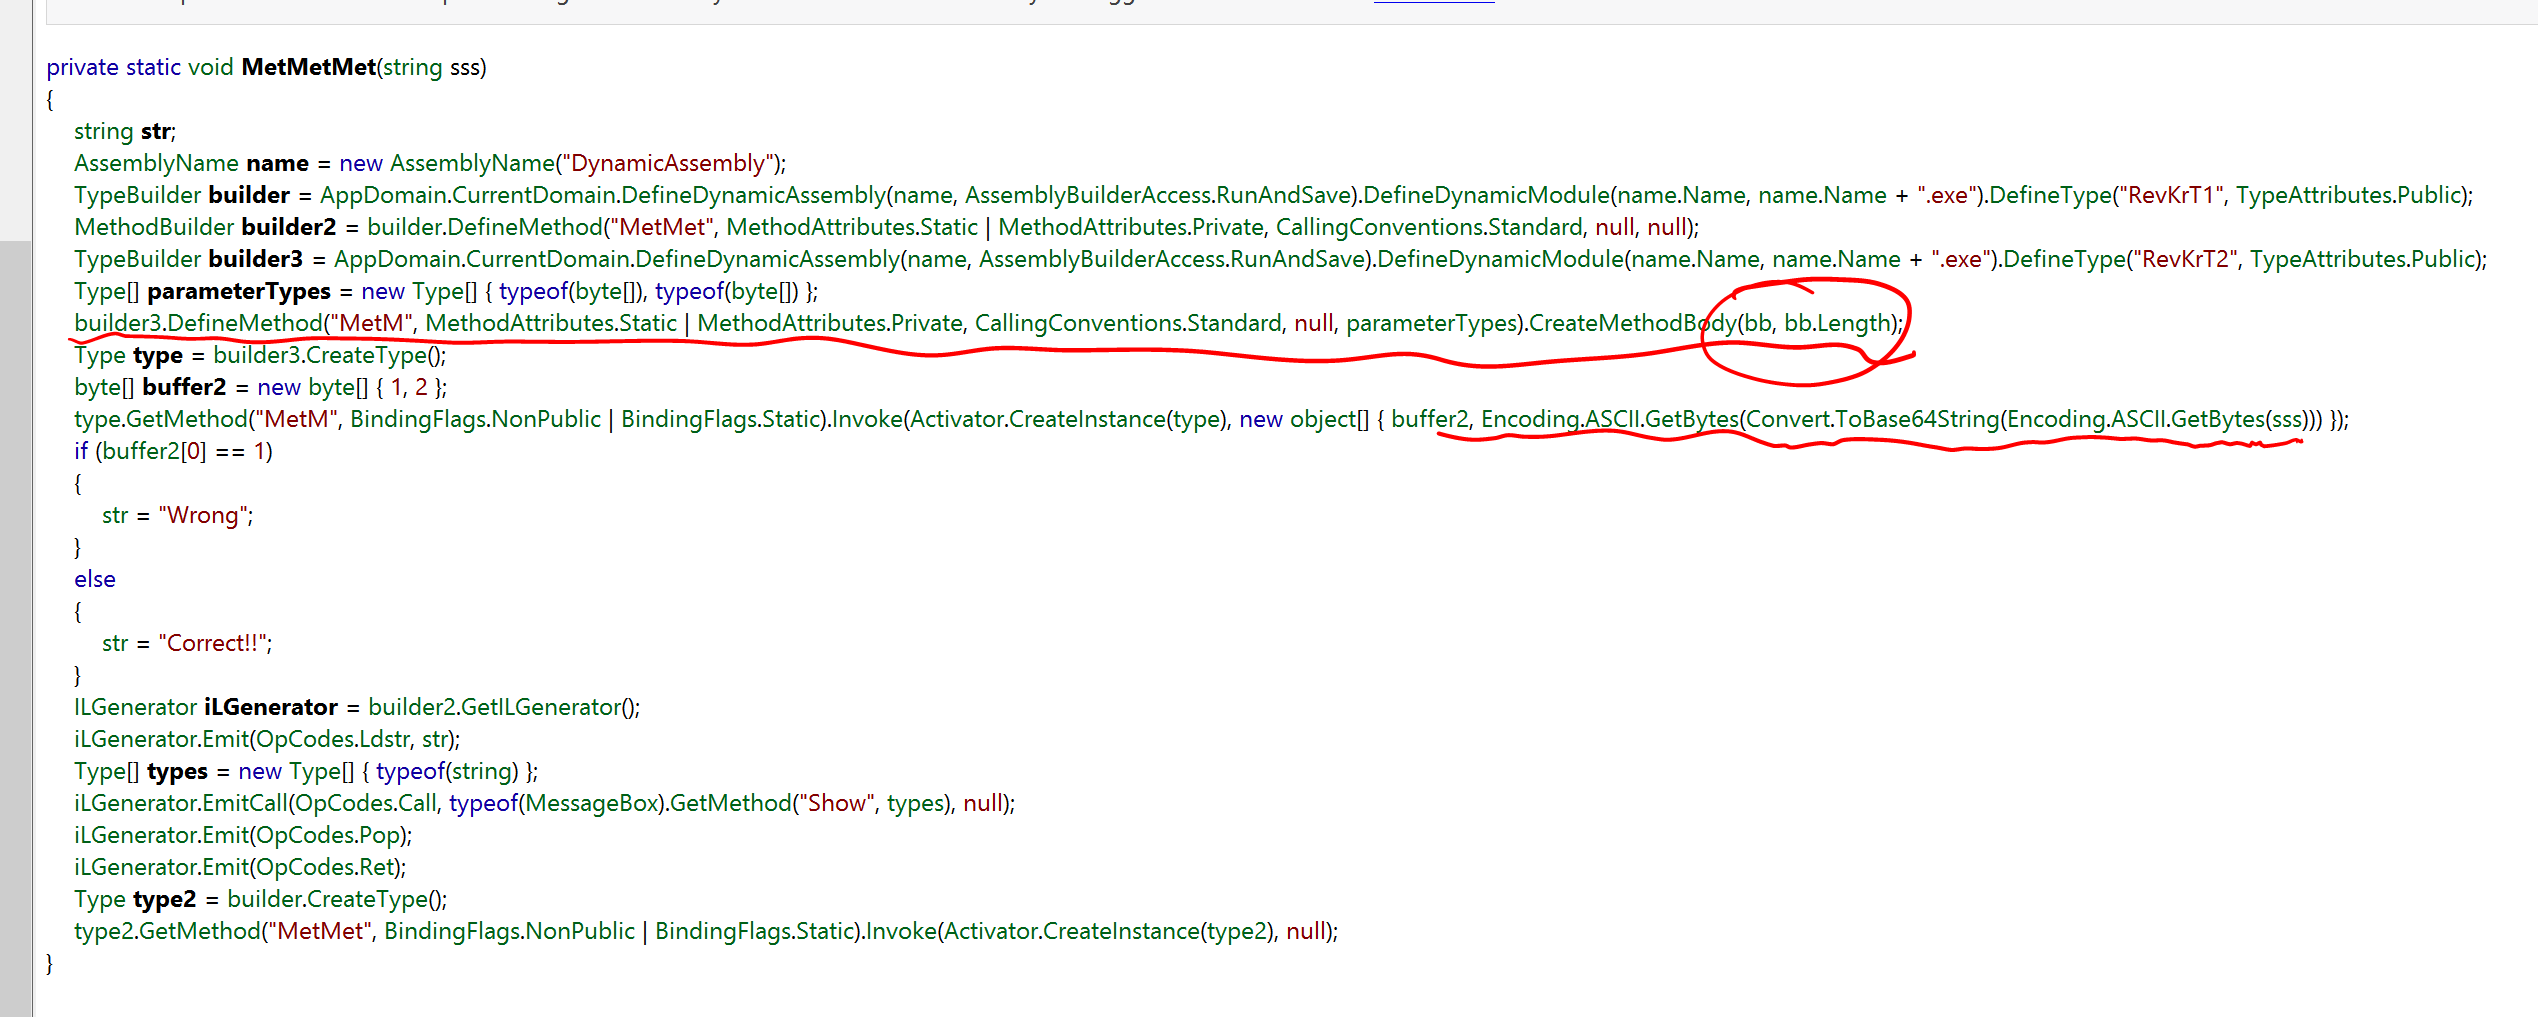 private static void MetMetMet(string sss)
{
string str;
AssemblyName name = new AssemblyName("DynamicAssembly");
TypeBuilder builder = AppDomain.CurrentDomain.DefineDynamicAssembly(name, AssemblyBuilderAccess.RunAndSave).DefineDynamicModule(name.Name, name.Name + ".exe").DefineType("RevKrT1", TypeAttributes.Public);
MethodBuilder builder2 = builder.DefineMethod("MetMet", MethodAttributes.Static | MethodAttributes.Private, CallingConventions.Standard, null, null);
TypeBuilder builder3 = AppDomain.CurrentDomain.DefineDynamicAssembly(name, AssemblyBuilderAccess.RunAndSave).DefineDynamicModule(name.Name, name.Name + ".exe").DefineType("RevKrT2", TypeAttributes.Public);
Type[] parameterTypes = new Type[] { typeof(byte[]), typeof(byte[]) };
builder3.DefineMethod("MetM", MethodAttributes.Static | MethodAttributes.Private, CallingConventions.Standard, null, parameterTypes).CreateMethodBody(bb, bb.Length);
Type type = builder3.CreateType();
byte[] buffer2 = new byte[] { 1, 2 };
type.GetMethod("MetM", BindingFlags.NonPublic | BindingFlags.Static).Invoke(Activator.CreateInstance(type), new object[] { buffer2, Encoding.ASCII.GetBytes(Convert.ToBase64String(Encoding.ASCII.GetBytes(sss))) });
if (buffer2[0] == 1)
{
str = "Wrong";
}
else
{
str = "Correct!!";
}
ILGenerator iLGenerator = builder2.GetILGenerator();
iLGenerator.Emit(OpCodes.Ldstr, str);
Type[] types = new Type[] { typeof(string) };
iLGenerator.EmitCall(OpCodes.Call, typeof(MessageBox).GetMethod("Show", types), null);
iLGenerator.Emit(OpCodes.Pop);
iLGenerator.Emit(OpCodes.Ret);
Type type2 = builder.CreateType();
type2.GetMethod("MetMet", BindingFlags.NonPublic | BindingFlags.Static).Invoke(Activator.CreateInstance(type2), null);
}